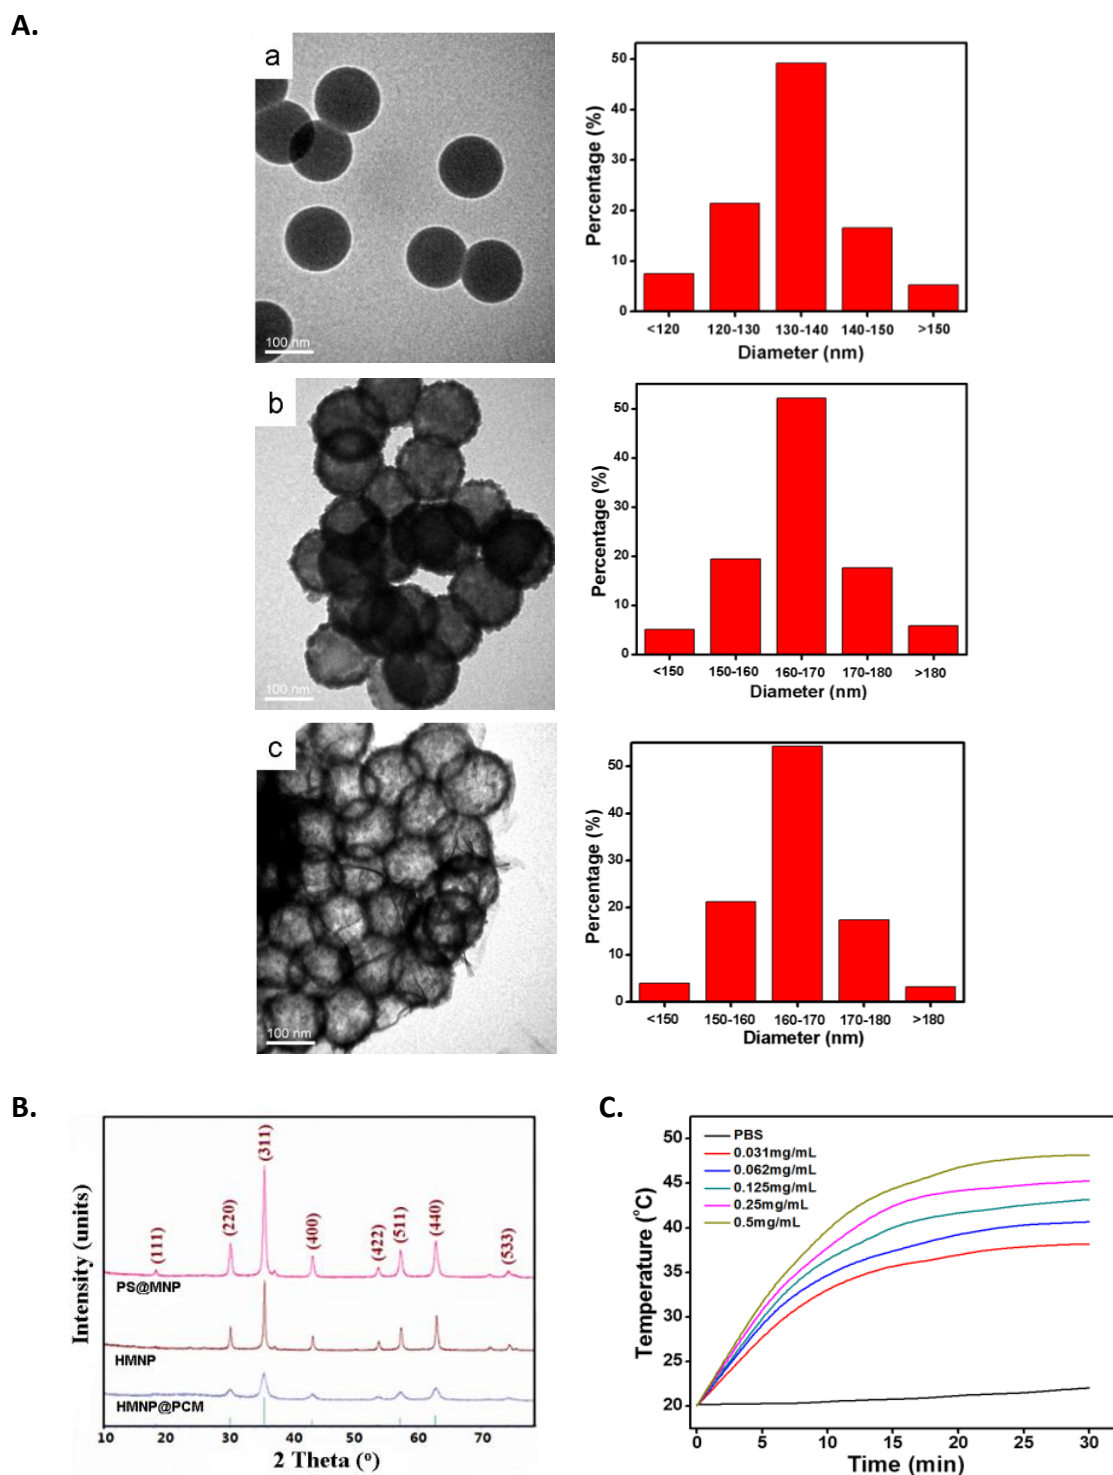 A.
a
100 nm
Percentage (%)
50
40
30
20
10
0
<120 120-130 130-140 140-150 >150
Diameter (nm)
b
100 nm
Percentage (%)
50
40
30
20
10
0
<150 150-160 160-170 170-180 >180
Diameter (nm)
c
100 nm
Percentage (%)
50
40
30
20
10
0
<150 150-160 160-170 170-180 >180
Diameter (nm)
B.
Intensity (units)
(111) (220) (311) (400) (422) (511) (440) (533)
PS@MNP
HMNP
HMNP@PCM
10 20 30 40 50 60 70
2 Theta (°)
C.
Temperature (°C)
50
45
40
35
30
25
20
PBS
0.031mg/mL
0.062mg/mL
0.125mg/mL
0.25mg/mL
0.5mg/mL
0 5 10 15 20 25 30
Time (min)